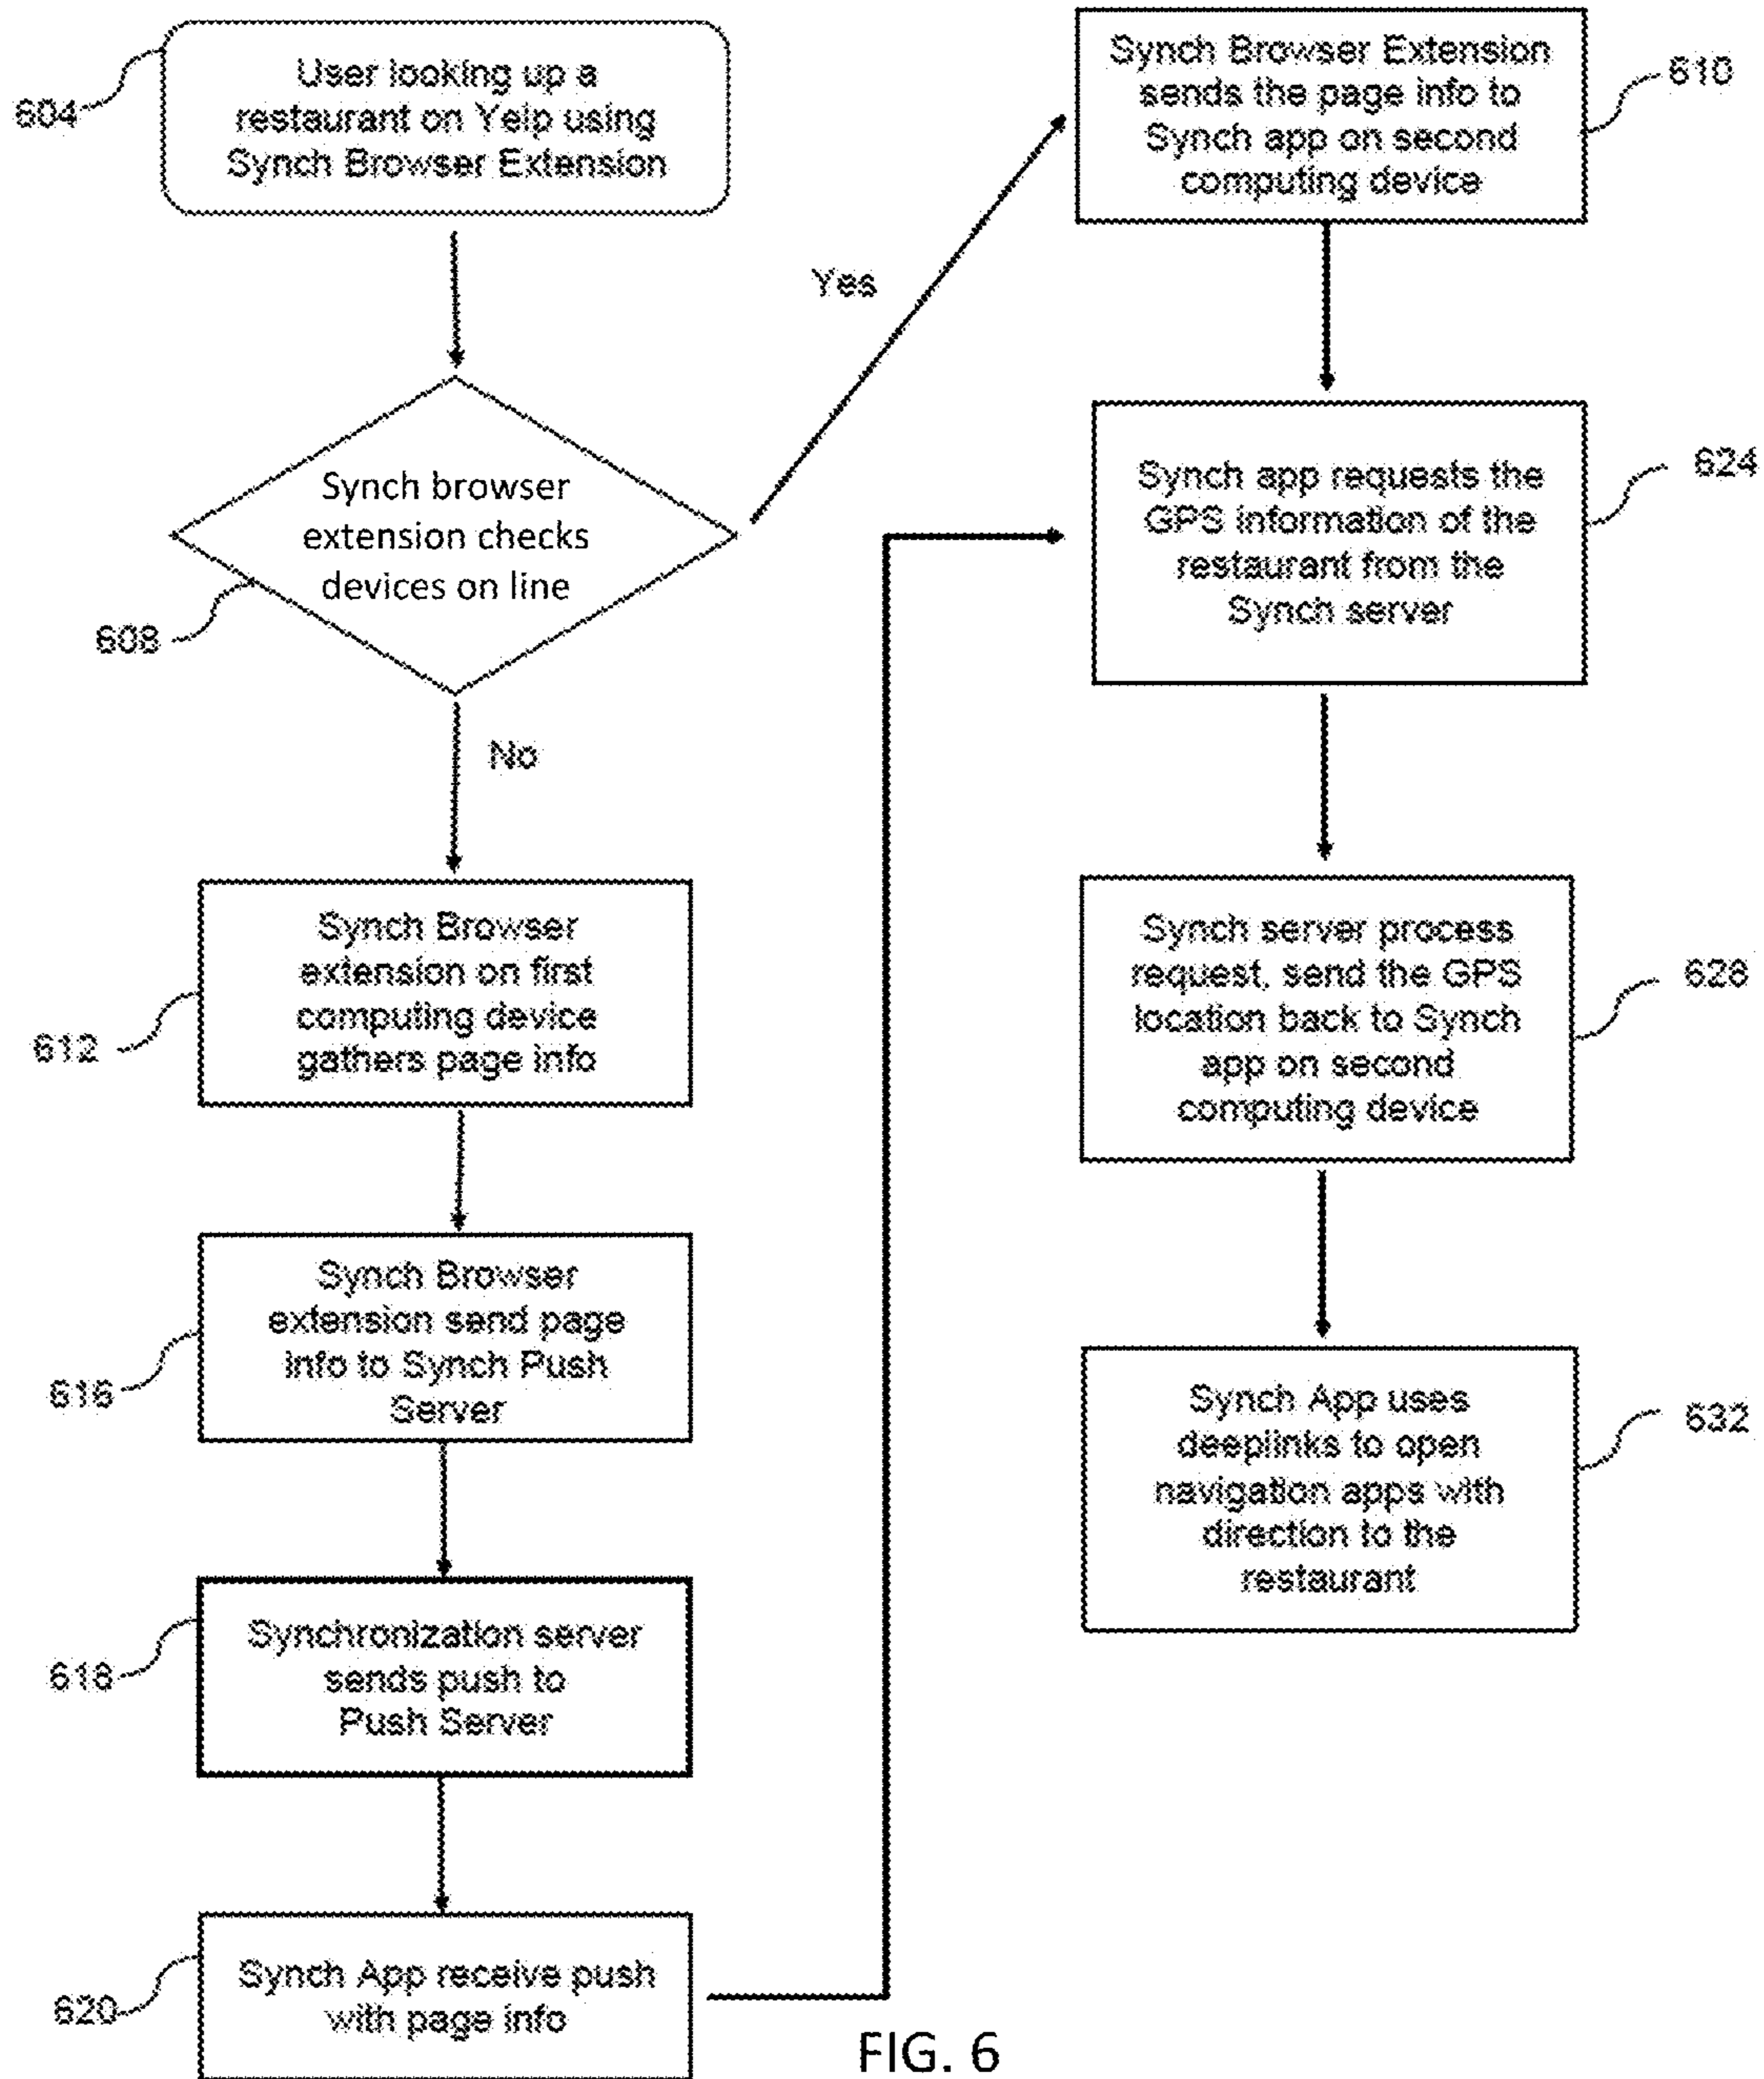 604
User looking up a
restaurant on Yelp using
Synch Browser Extension
Synch browser
extension checks
devices on line
608
Yes
No
612
Synch Browser
extension on first
computing device
gathers page info
616
Synch Browser
extension send page
info to Synch Push
Server
618
Synchronization server
sends push to
Push Server
620
Synch App receive push
with page info
Synch Browser Extension
sends the page info to
Synch app on second
computing device
610
Synch app requests the
GPS information of the
restaurant from the
Synch server
624
Synch server process
request, send the GPS
location back to Synch
app on second
computing device
628
Synch App uses
deeplinks to open
navigation apps with
direction to the
restaurant
632
FIG. 6